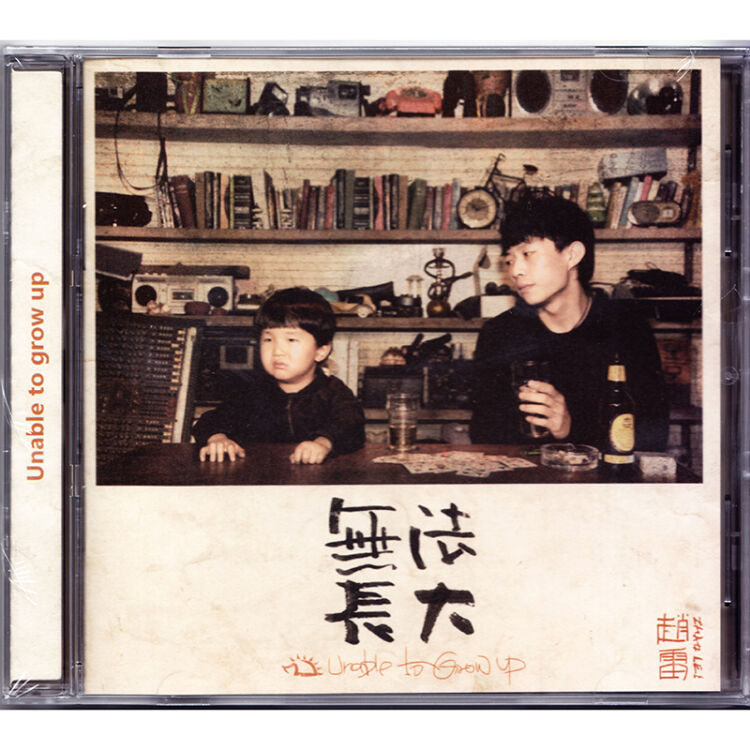 Unable to grow up
無法
長大
Unable to Grow up
趙雷
ZHAO LEI